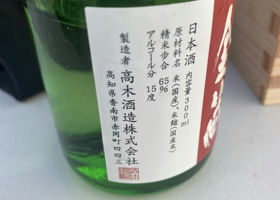 日本酒
内容量300ml
原材料名 米(国産)、米麹(国産米)
精米歩合 65%
アルコール分 15度
製造者 高木酒造株式会社
高知県香南市赤岡町四四三